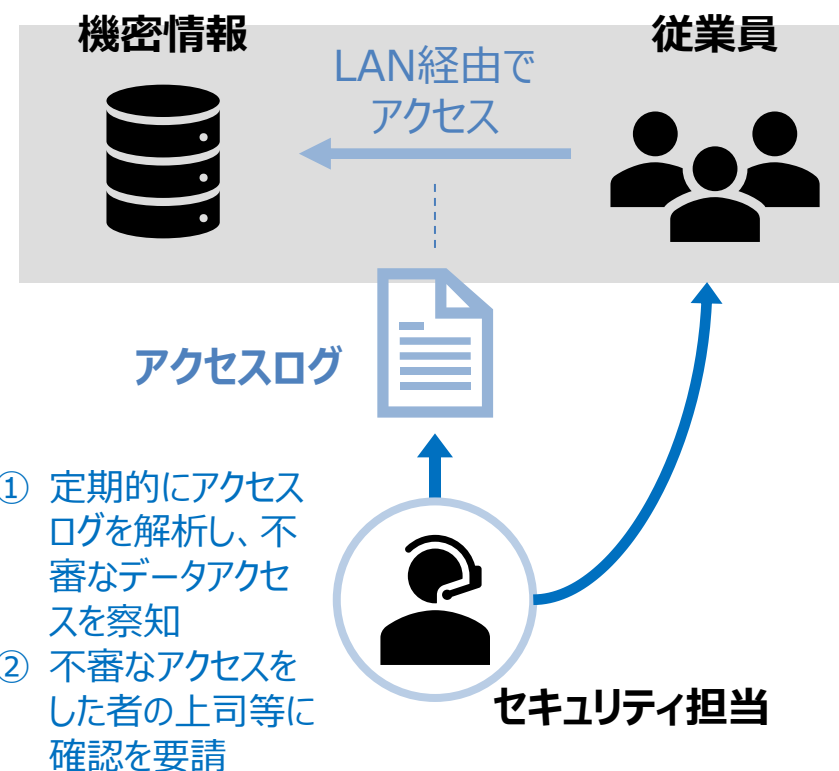 機密情報
従業員
LAN経由で
アクセス
アクセスログ
① 定期的にアクセス
ログを解析し、不
審なデータアクセ
スを察知
② 不審なアクセスを
した者の上司等に
確認を要請
セキュリティ担当